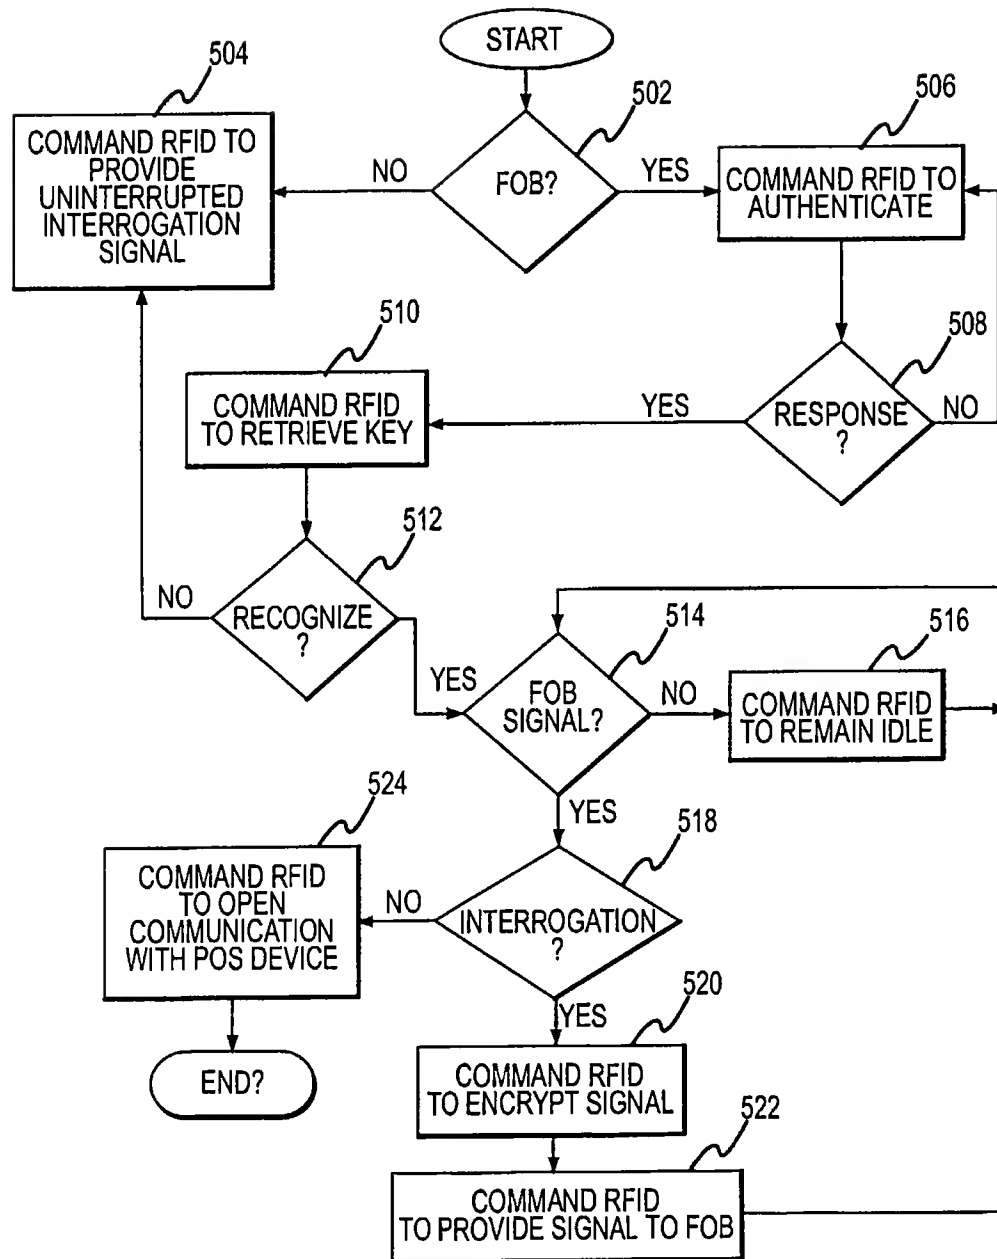 START
504
502
506
COMMAND RFID TO
PROVIDE
UNINTERRUPTED
INTERROGATION
SIGNAL
NO
FOB?
YES
COMMAND RFID TO
AUTHENTICATE
510
508
COMMAND RFID
TO RETRIEVE KEY
YES
RESPONSE
?
NO
512
NO
RECOGNIZE
?
YES
514
516
FOB
SIGNAL?
NO
COMMAND RFID
TO REMAIN IDLE
YES
524
518
COMMAND RFID
TO OPEN
COMMUNICATION
WITH POS DEVICE
NO
INTERROGATION
?
YES
520
END?
COMMAND RFID
TO ENCRYPT SIGNAL
522
COMMAND RFID
TO PROVIDE SIGNAL TO FOB